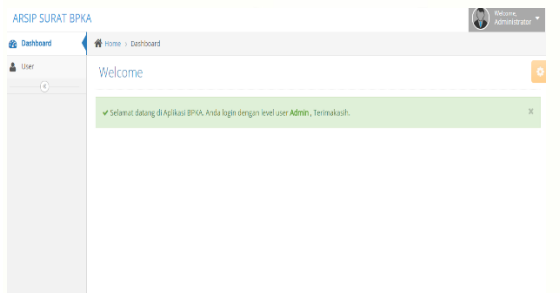 ARSIP SURAT BPKA
Welcome,
Administrator
Dashboard
Home > Dashboard
User
Welcome
Selamat datang di Aplikasi BPKA. Anda login dengan level user Admin , Terimakasih.